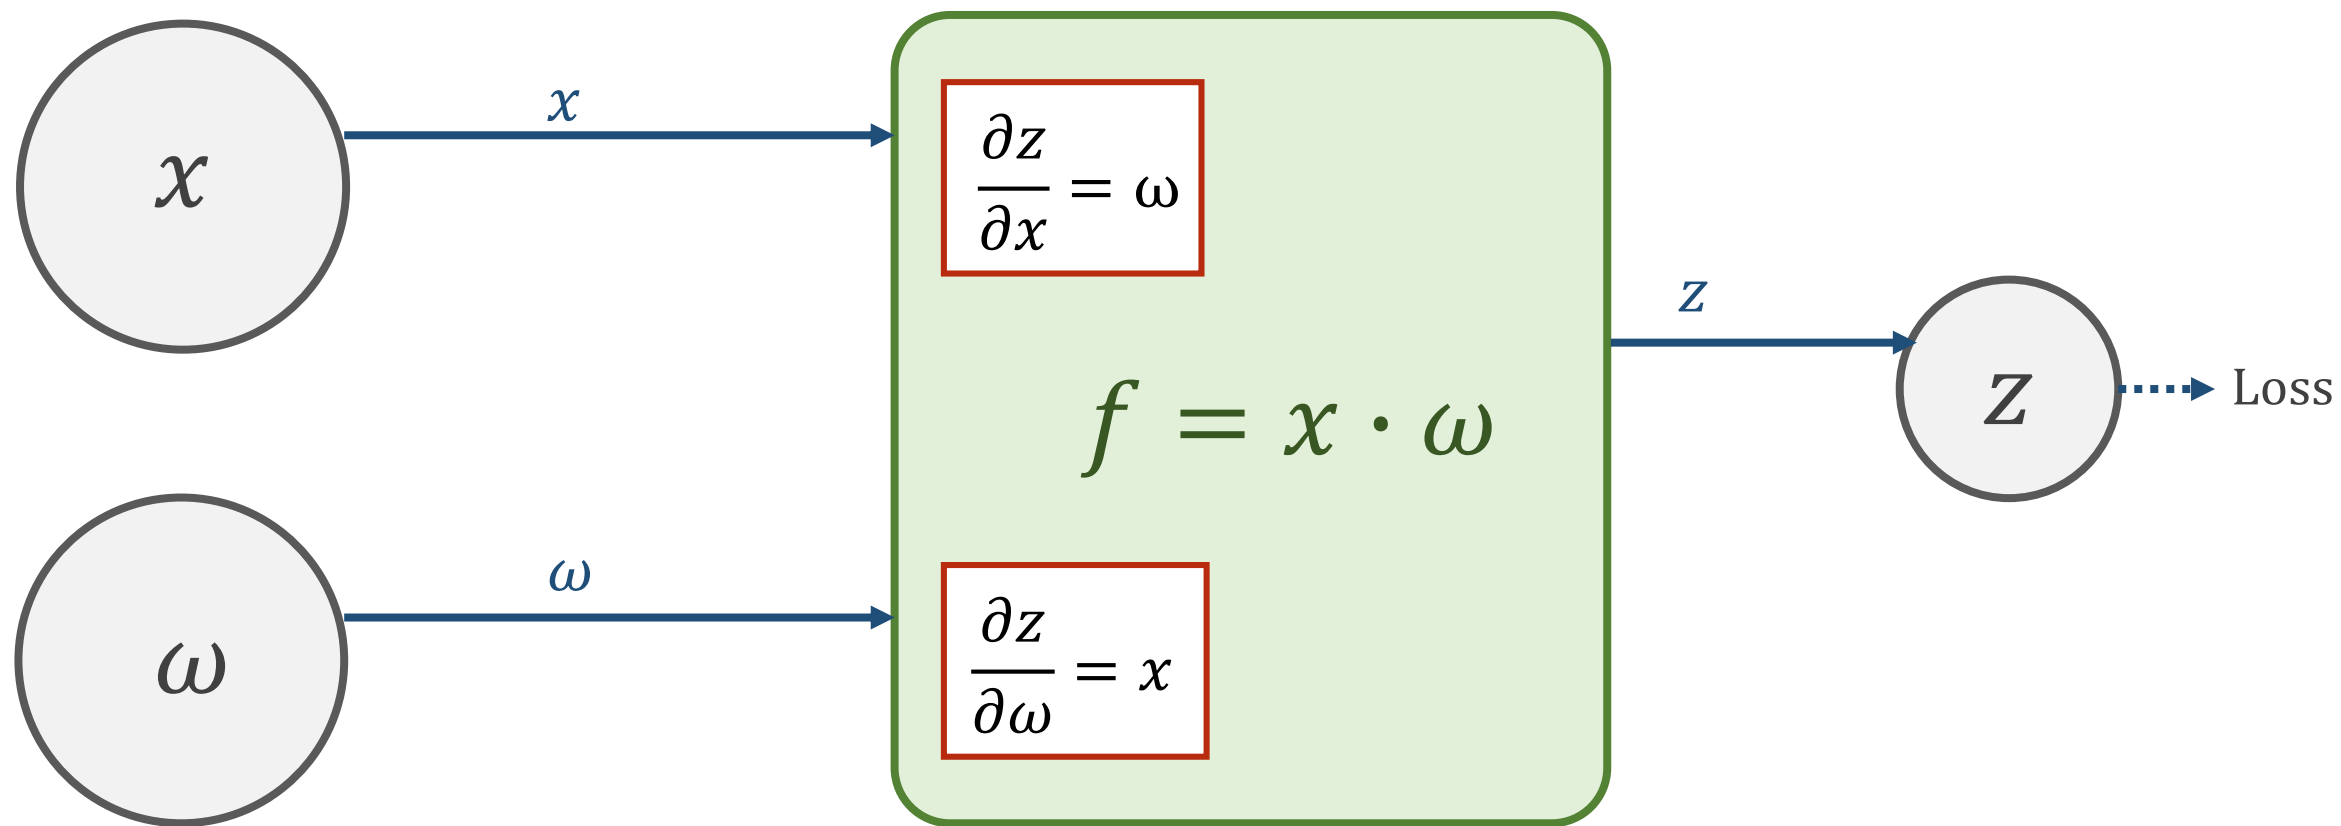 x
x
∂z/∂x = ω
f = x · ω
z
z
Loss
ω
ω
∂z/∂ω = x